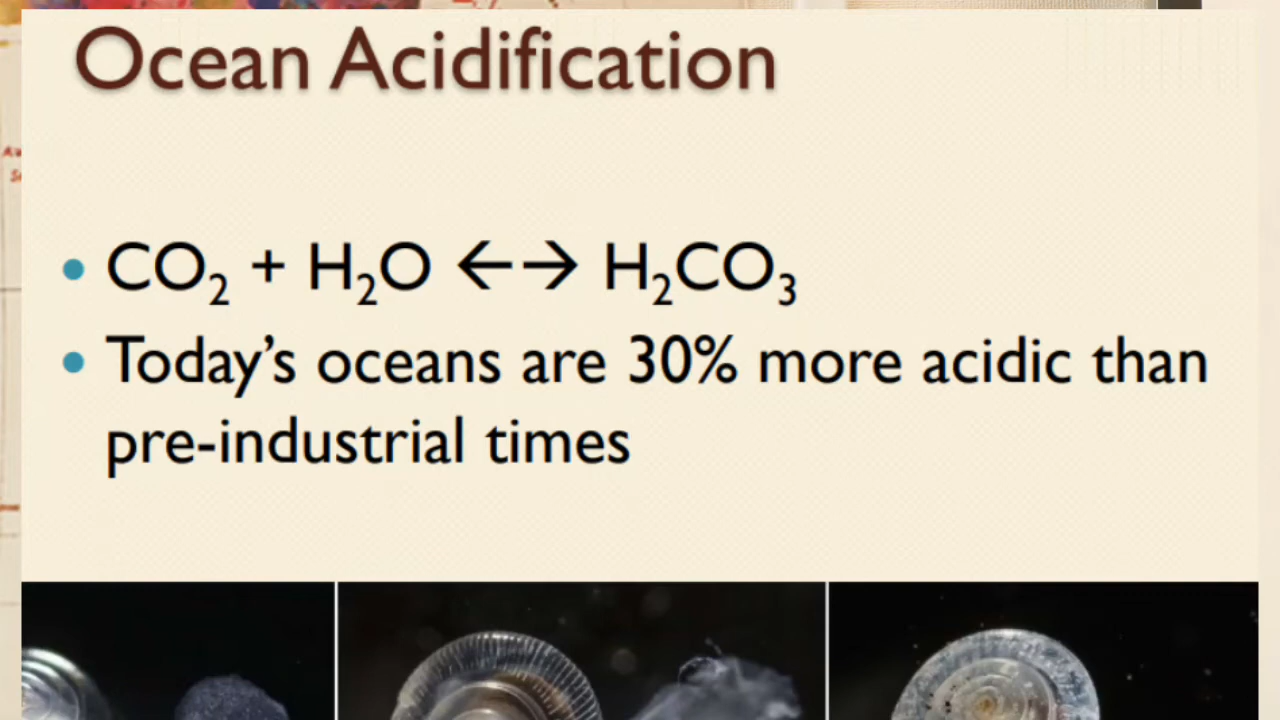 Ocean Acidification
• CO₂ + H₂O ←→ H₂CO₃
• Today’s oceans are 30% more acidic than
pre-industrial times